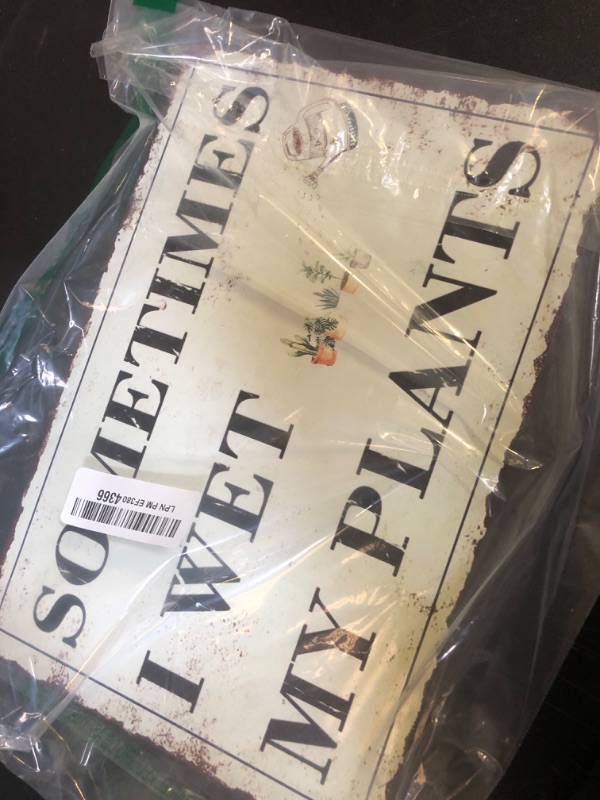 SOMETIMES
I WET
MY PLANTS
LPN PM EF380 4366